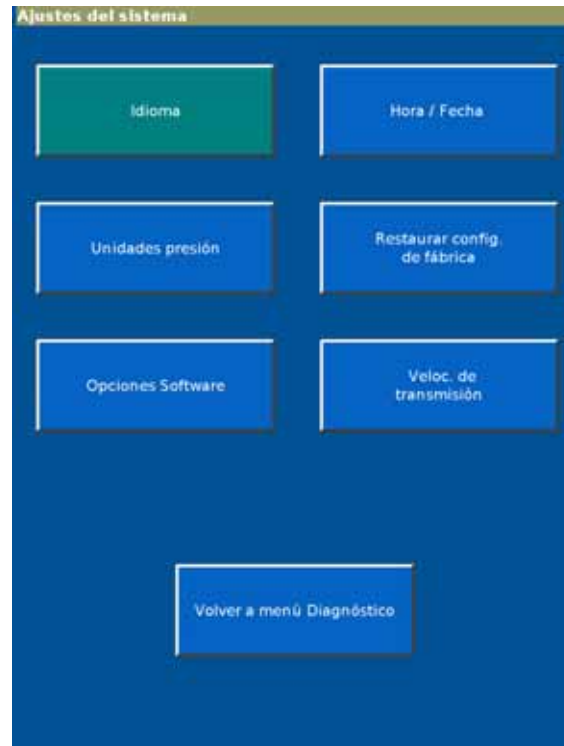 Ajustes del sistema
Idioma
Hora / Fecha
Unidades presión
Restaurar config.
de fábrica
Opciones Software
Veloc. de
transmisión
Volver a menú Diagnóstico